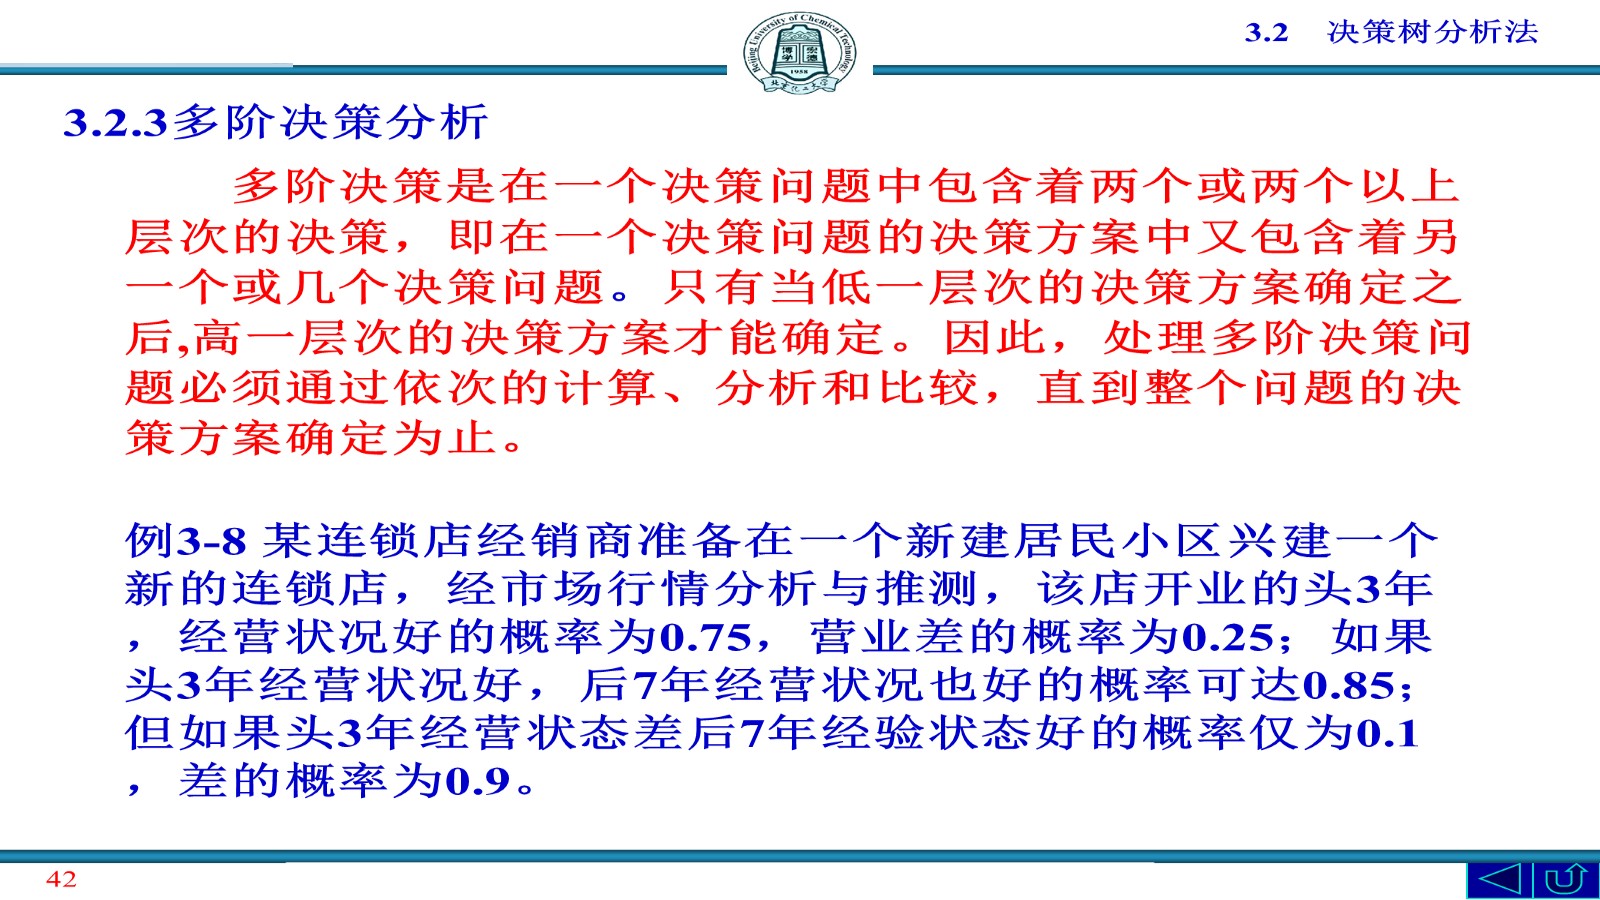 Beijing University of Chemical Technology
1958
北京化工大学
3.2 决策树分析法
3.2.3多阶决策分析
多阶决策是在一个决策问题中包含着两个或两个以上
层次的决策，即在一个决策问题的决策方案中又包含着另
一个或几个决策问题。只有当低一层次的决策方案确定之
后,高一层次的决策方案才能确定。因此，处理多阶决策问
题必须通过依次的计算、分析和比较，直到整个问题的决
策方案确定为止。
例3-8 某连锁店经销商准备在一个新建居民小区兴建一个
新的连锁店，经市场行情分析与推测，该店开业的头3年
，经营状况好的概率为0.75，营业差的概率为0.25；如果
头3年经营状况好，后7年经营状况也好的概率可达0.85；
但如果头3年经营状态差后7年经验状态好的概率仅为0.1
，差的概率为0.9。
42